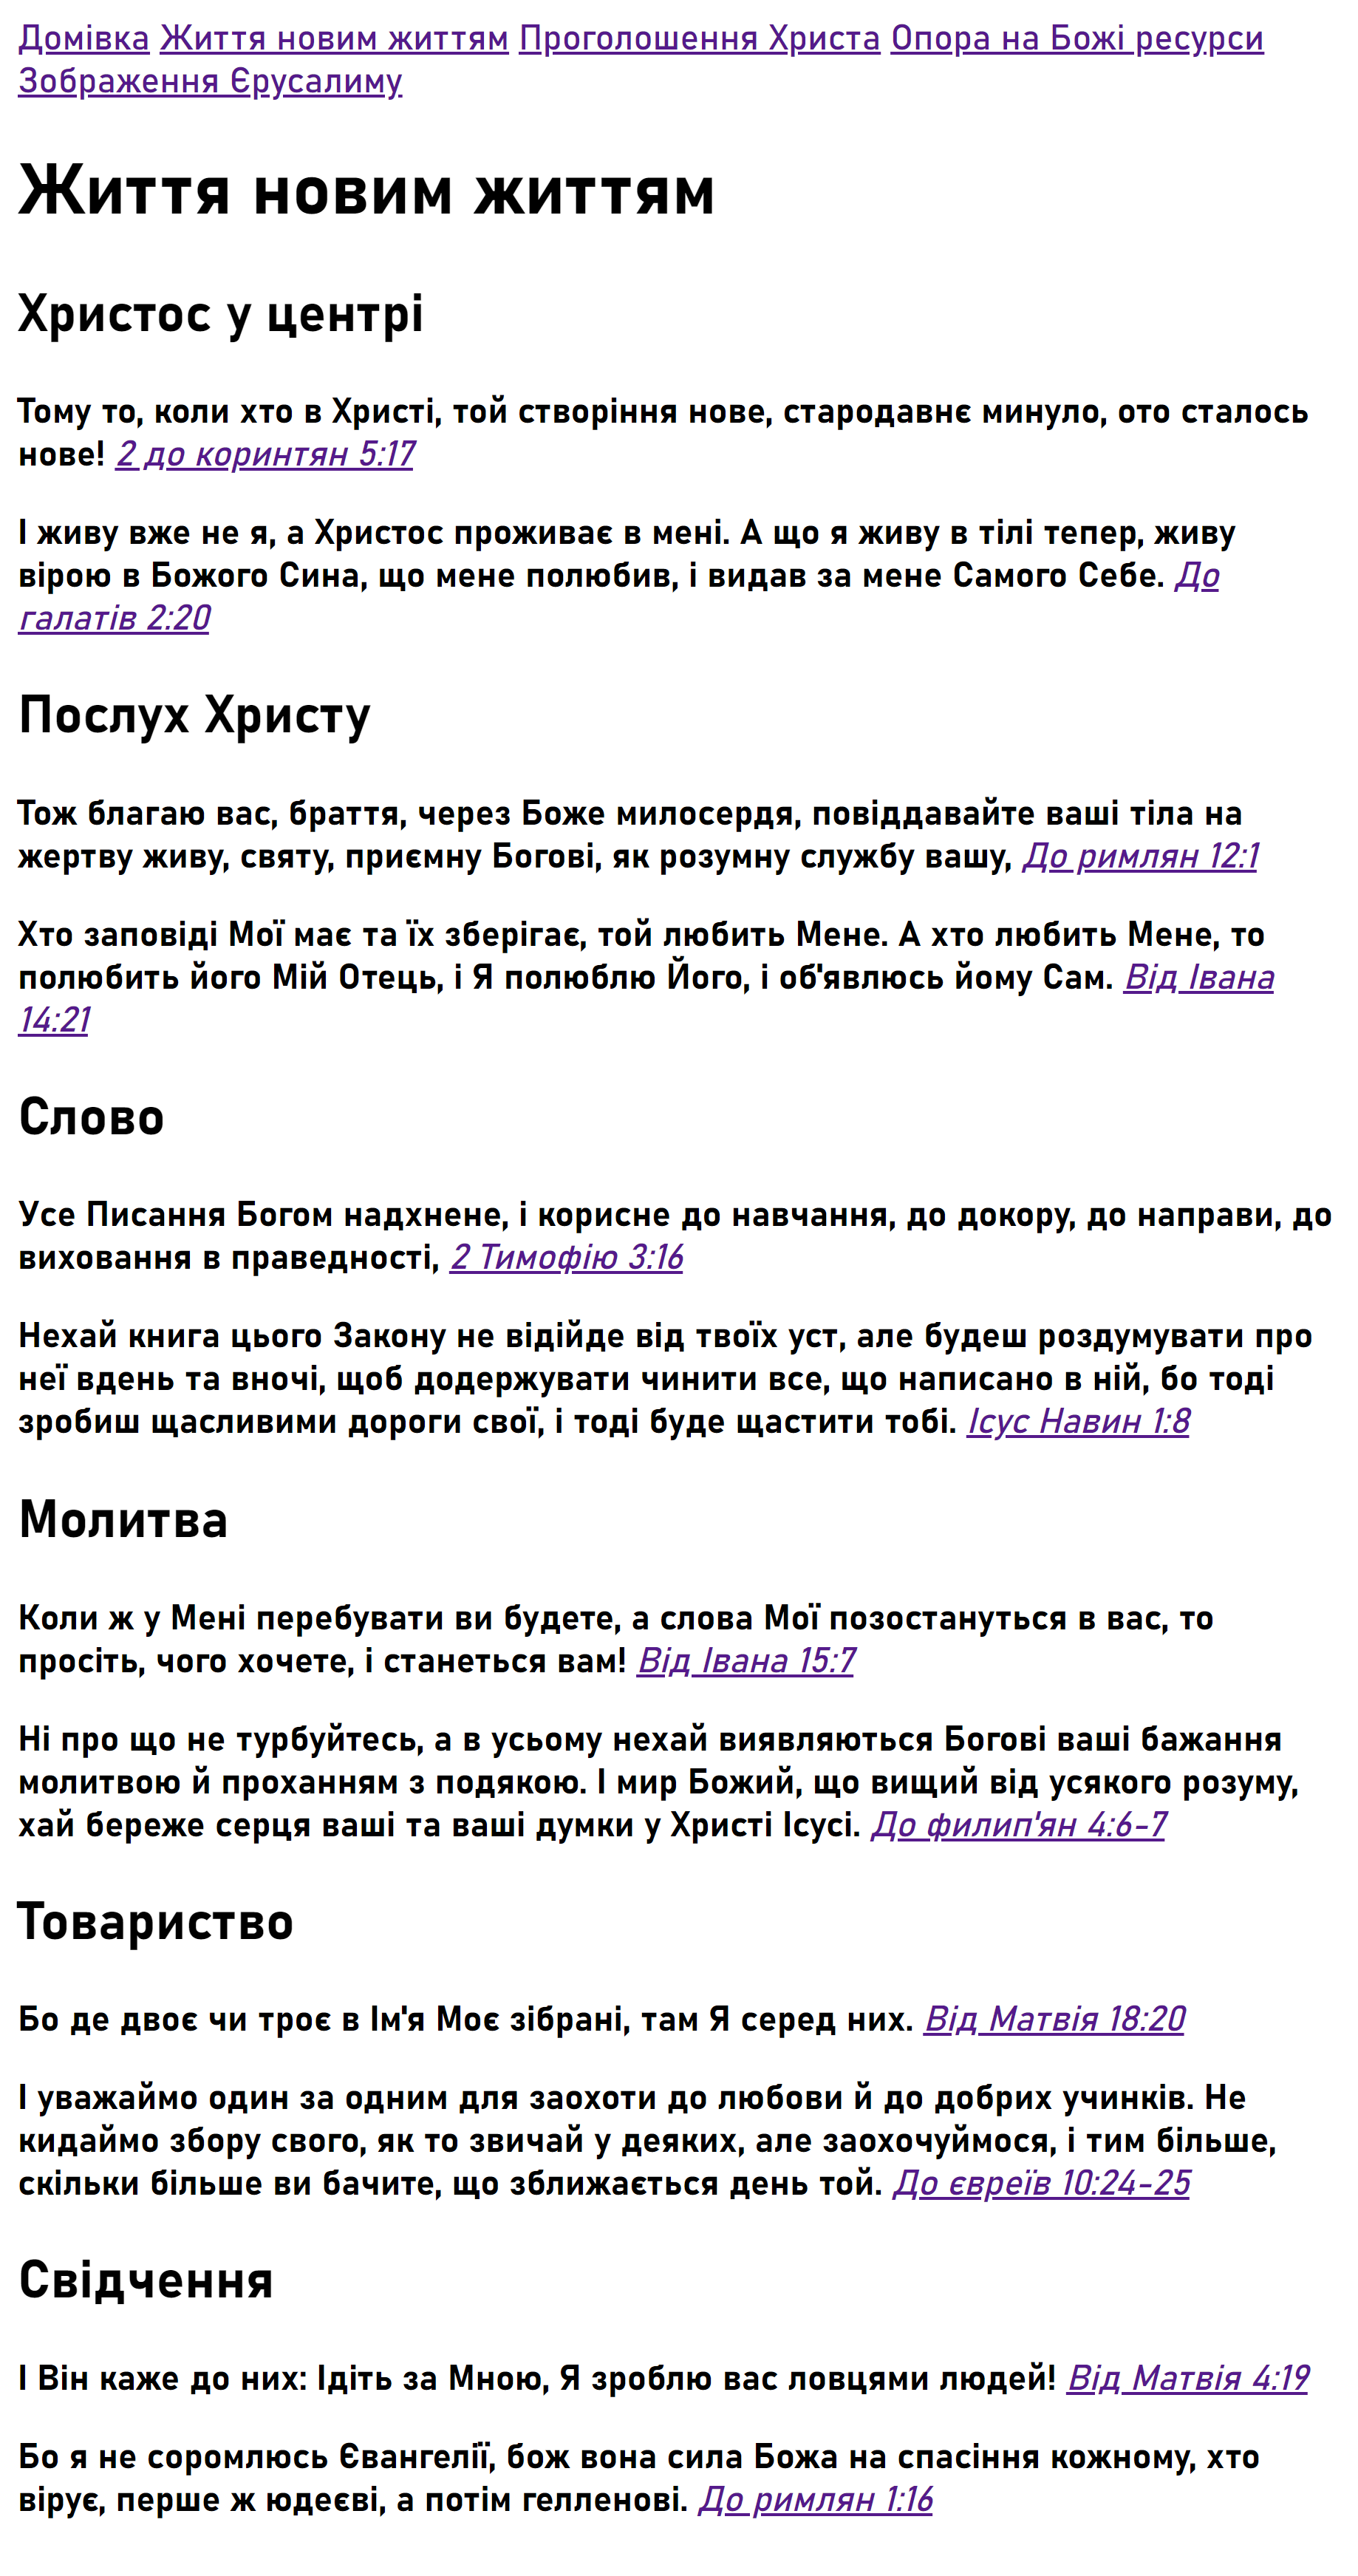 Домівка Життя новим життям Проголошення Христа Опора на Божі ресурси
Зображення Єрусалиму
Життя новим життям
Христос у центрі
Тому то, коли хто в Христі, той створіння нове, стародавнє минуло, ото сталось
нове! 2 до коринтян 5:17
І живу вже не я, а Христос проживає в мені. А що я живу в тілі тепер, живу
вірою в Божого Сина, що мене полюбив, і видав за мене Самого Себе. До
галатів 2:20
Послух Христу
Тож благаю вас, браття, через Боже милосердя, повіддавайте ваші тіла на
жертву живу, святу, приємну Богові, як розумну службу вашу, До римлян 12:1
Хто заповіді Мої має та їх зберігає, той любить Мене. А хто любить Мене, то
полюбить його Мій Отець, і Я полюблю Його, і об'явлюсь йому Сам. Від Івана
14:21
Слово
Усе Писання Богом надхнене, і корисне до навчання, до докору, до направи, до
виховання в праведності, 2 Тимофію 3:16
Нехай книга цього Закону не відійде від твоїх уст, але будеш роздумувати про
неї вдень та вночі, щоб додержувати чинити все, що написано в ній, бо тоді
зробиш щасливими дороги свої, і тоді буде щастити тобі. Ісус Навин 1:8
Молитва
Коли ж у Мені перебувати ви будете, а слова Мої позостануться в вас, то
просіть, чого хочете, і станеться вам! Від Івана 15:7
Ні про що не турбуйтесь, а в усьому нехай виявляються Богові ваші бажання
молитвою й проханням з подякою. І мир Божий, що вищий від усякого розуму,
хай береже серця ваші та ваші думки у Христі Ісусі. До филип'ян 4:6-7
Товариство
Бо де двоє чи троє в Ім'я Моє зібрані, там Я серед них. Від Матвія 18:20
І уважаймо один за одним для заохоти до любови й до добрих учинків. Не
кидаймо збору свого, як то звичай у деяких, але заохочуймося, і тим більше,
скільки більше ви бачите, що зближається день той. До євреїв 10:24-25
Свідчення
І Він каже до них: Ідіть за Мною, Я зроблю вас ловцями людей! Від Матвія 4:19
Бо я не соромлюсь Євангелії, бож вона сила Божа на спасіння кожному, хто
вірує, перше ж юдеєві, а потім гелленові. До римлян 1:16